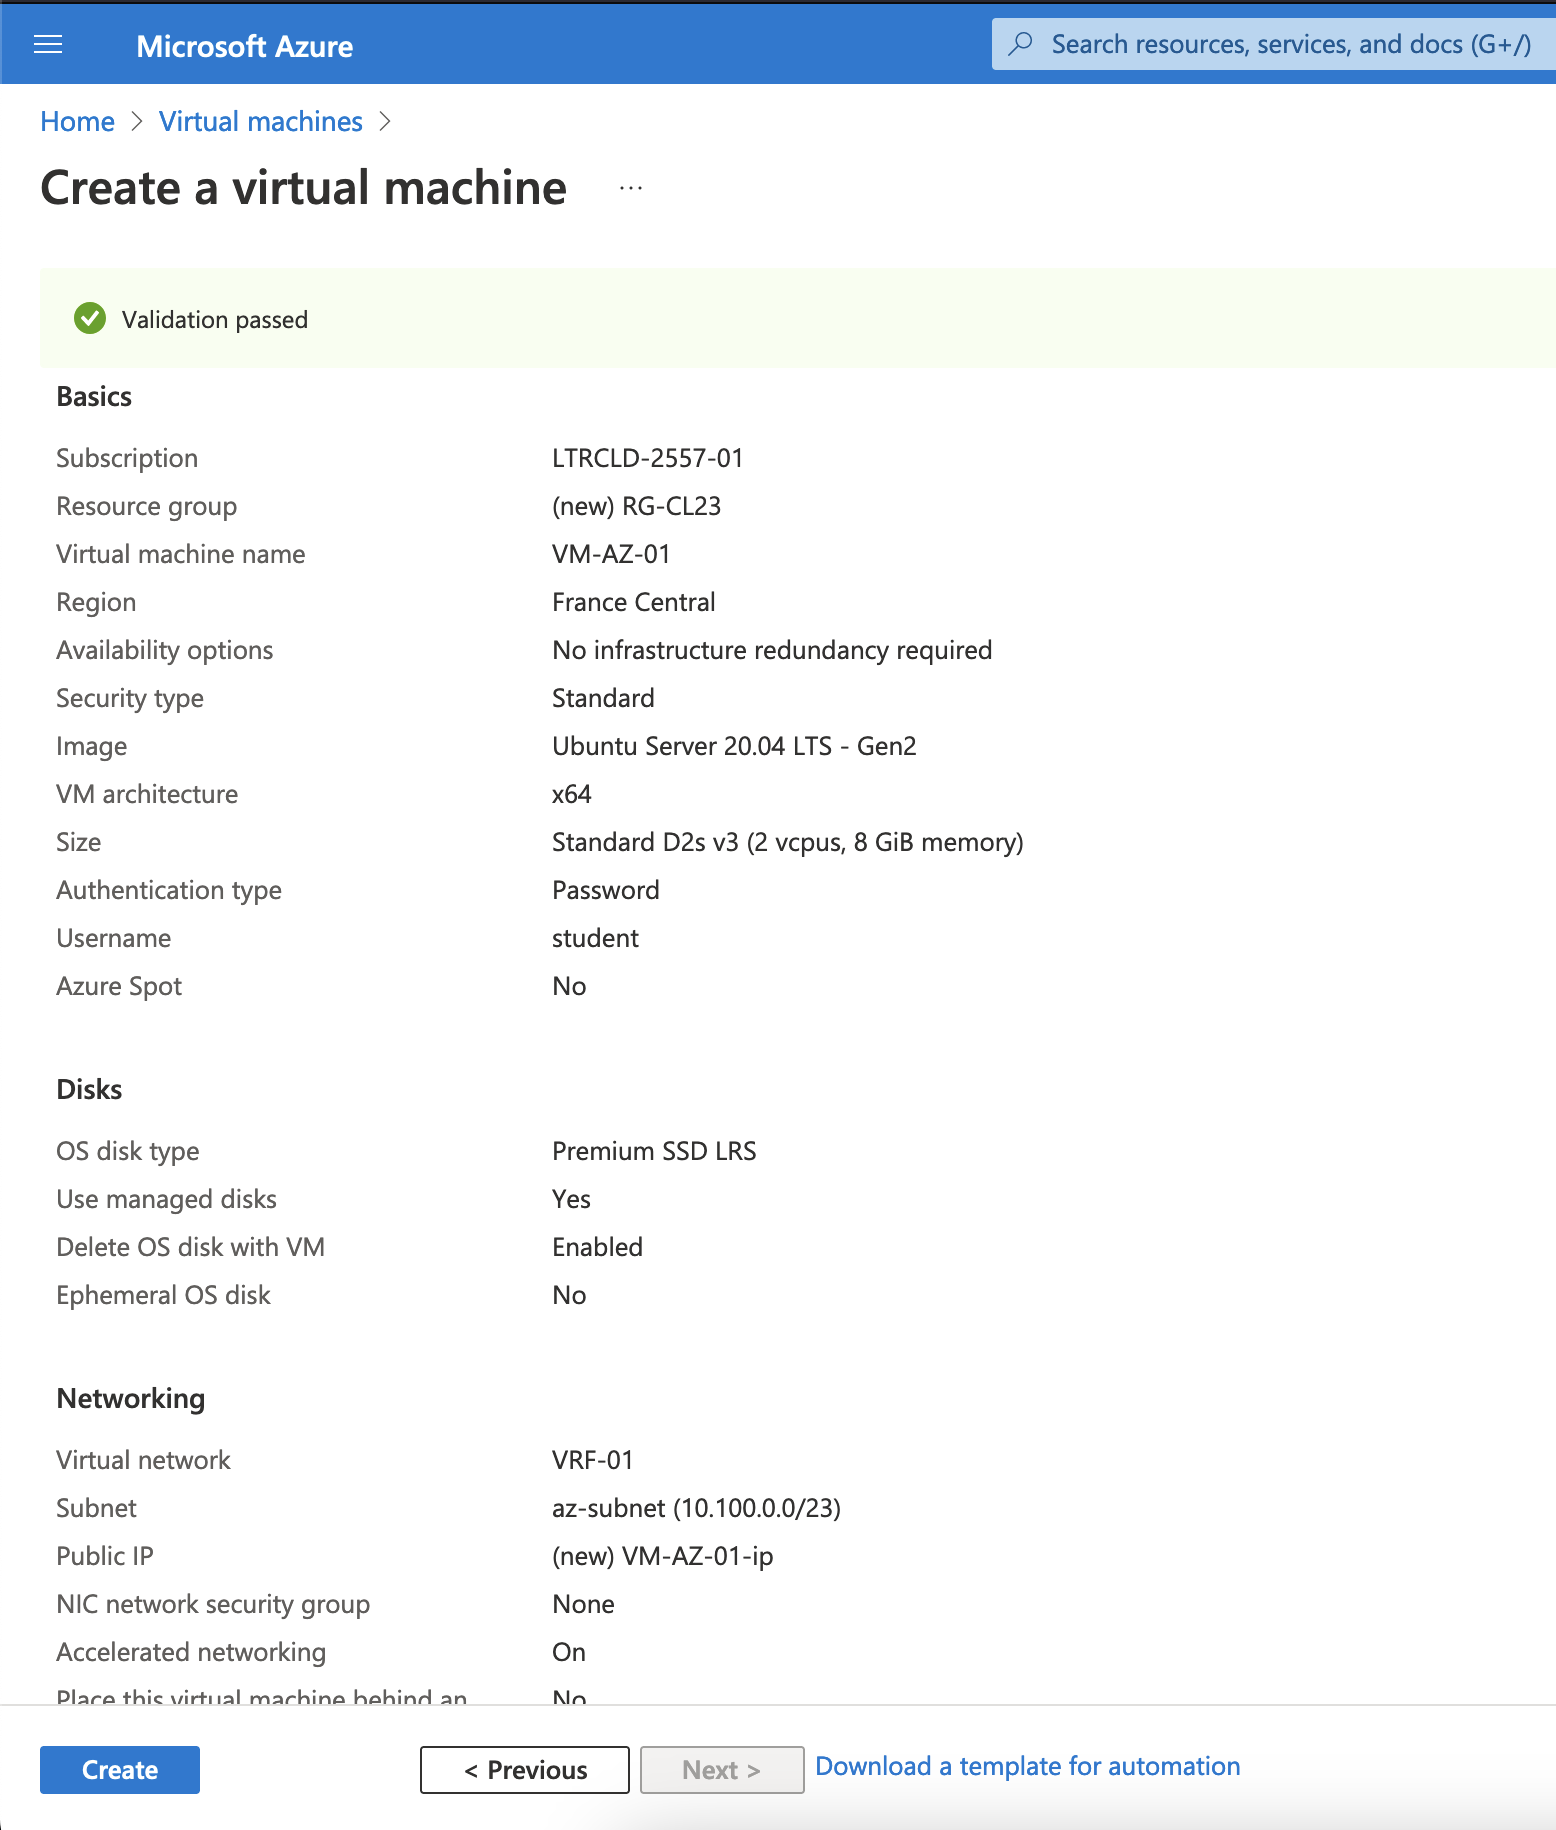 Microsoft Azure
Search resources, services, and docs (G+/)
Home > Virtual machines >
Create a virtual machine ...
Validation passed
Basics
Subscription LTRCLD-2557-01
Resource group (new) RG-CL23
Virtual machine name VM-AZ-01
Region France Central
Availability options No infrastructure redundancy required
Security type Standard
Image Ubuntu Server 20.04 LTS - Gen2
VM architecture x64
Size Standard D2s v3 (2 vcpus, 8 GiB memory)
Authentication type Password
Username student
Azure Spot No
Disks
OS disk type Premium SSD LRS
Use managed disks Yes
Delete OS disk with VM Enabled
Ephemeral OS disk No
Networking
Virtual network VRF-01
Subnet az-subnet (10.100.0.0/23)
Public IP (new) VM-AZ-01-ip
NIC network security group None
Accelerated networking On
Place this virtual machine behind an No
Create < Previous Next > Download a template for automation